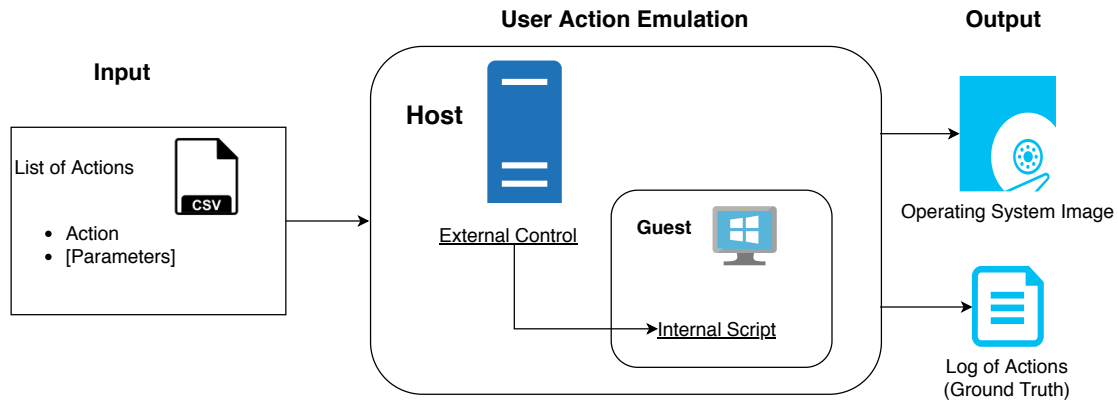 User Action Emulation
Output
Input
Host
List of Actions
CSV
• Action
• [Parameters]
External Control
Guest
Internal Script
Operating System Image
Log of Actions
(Ground Truth)